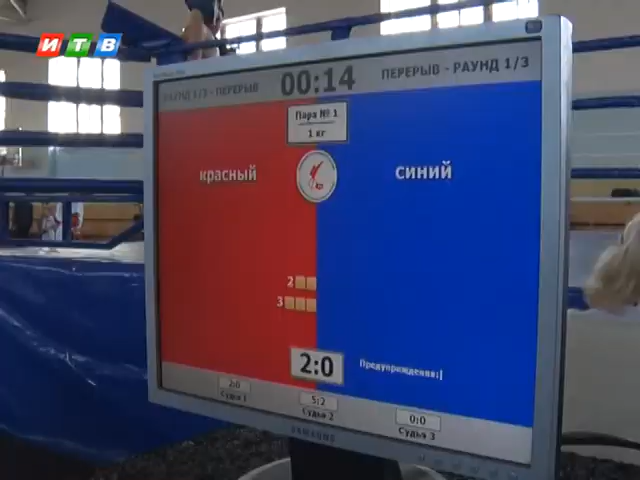 ИТВ
РАУНД 1/3 - ПЕРЕРЫВ 00:14 ПЕРЕРЫВ - РАУНД 1/3
Пара № 1
1 кг
красный синий
2
3
2:0 Предупреждения:
2:0 5:2 0:0
Судья 1 Судья 2 Судья 3
SAMSUNG